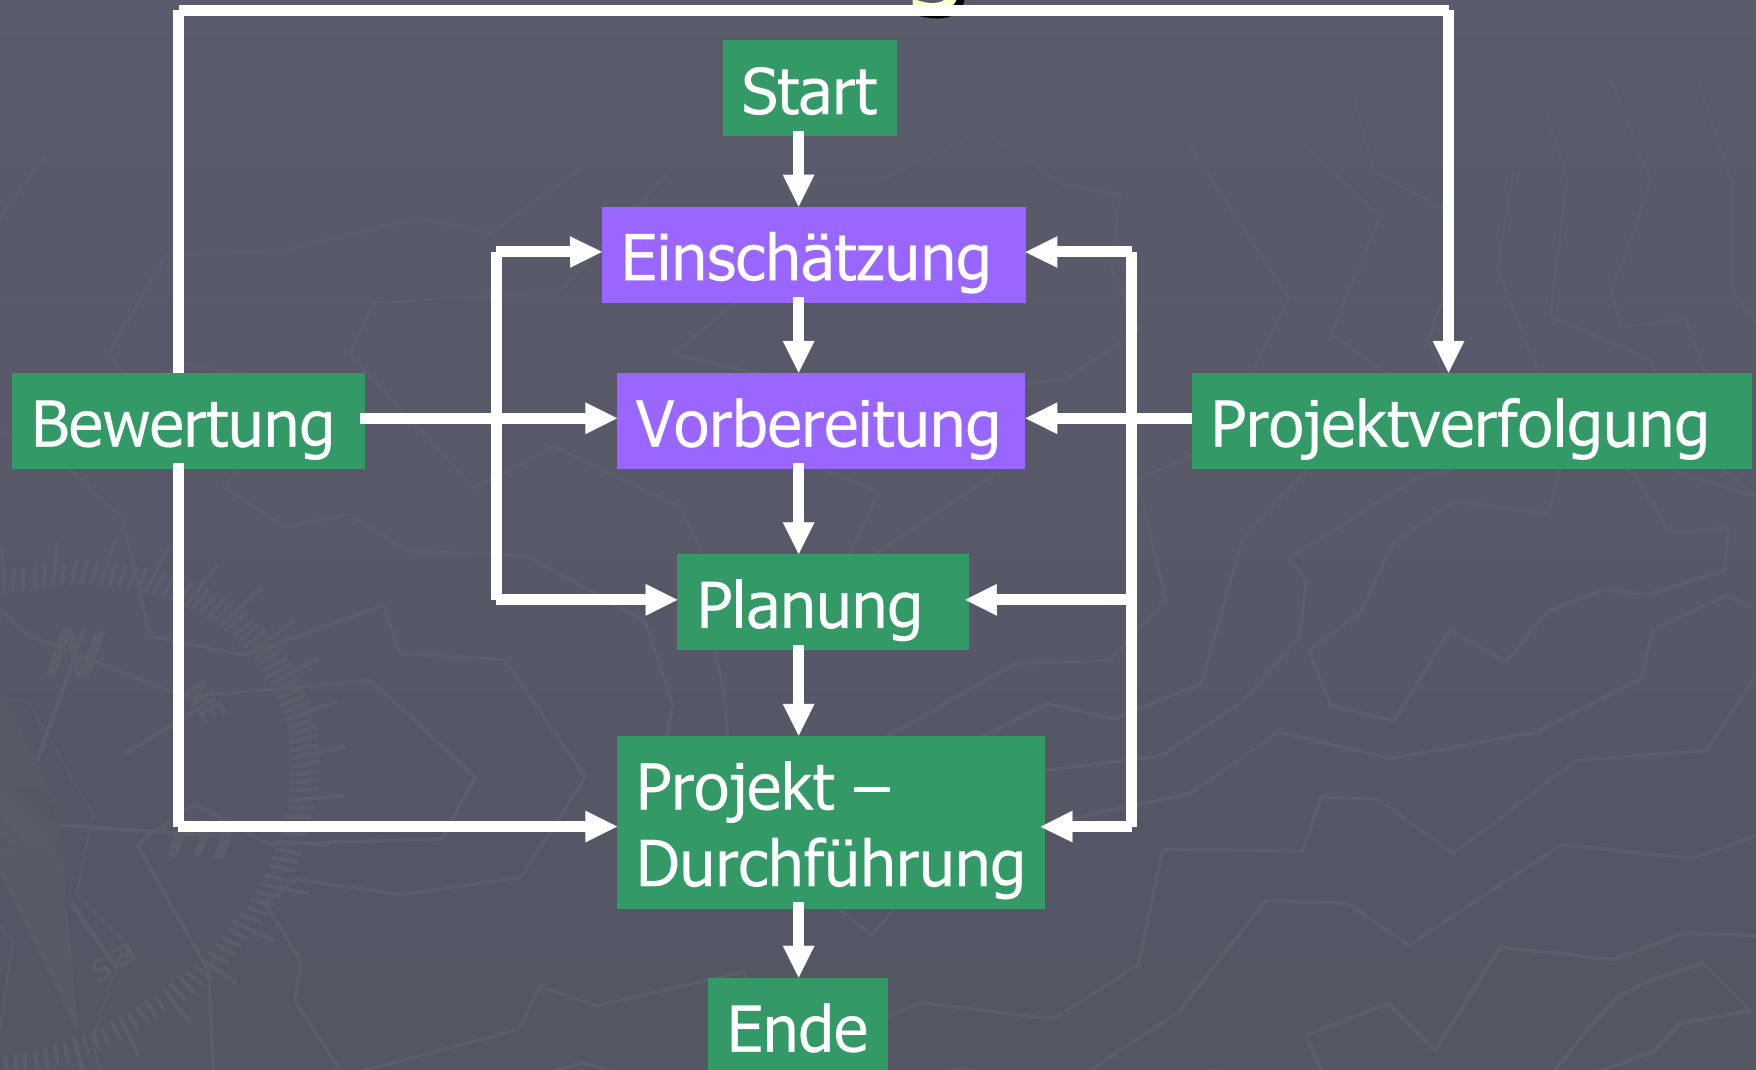 Start
Einschätzung
Bewertung
Vorbereitung
Projektverfolgung
Planung
Projekt –
Durchführung
Ende
N
E